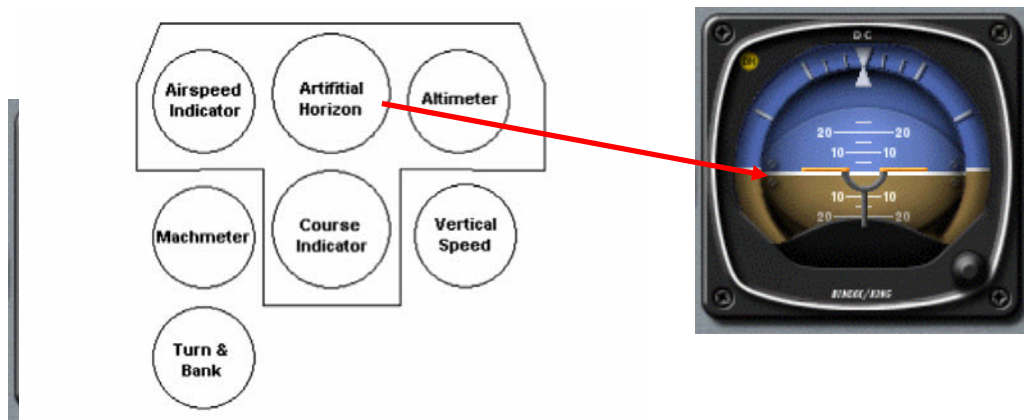 Airspeed
Indicator
Artifitial
Horizon
Altimeter
Machmeter
Course
Indicator
Vertical
Speed
Turn &
Bank
DH
20 20
10 10
10 10
20 20